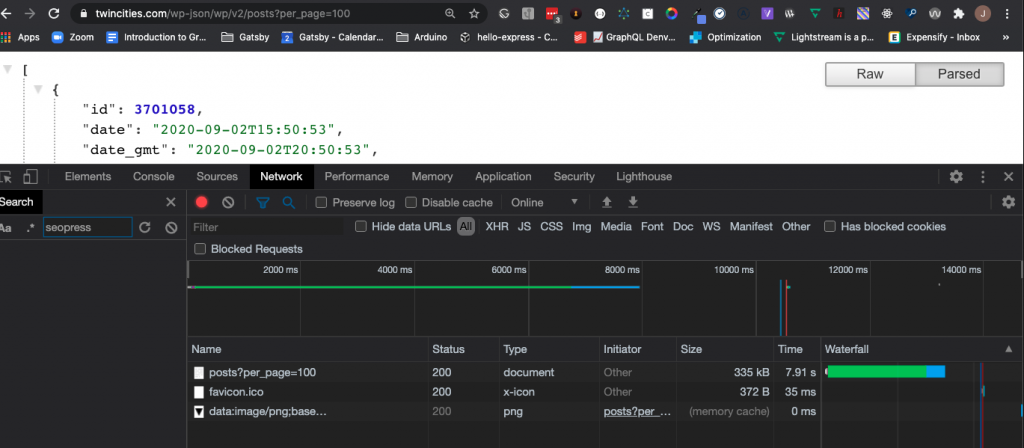 twincities.com/wp-json/wp/v2/posts?per_page=100
3
J
Apps Zoom Introduction to Gr... Gatsby 2 Gatsby - Calendar... Arduino hello-express - C... GraphQL Denv... Optimization Lightstream is a p... E Expensify - Inbox »
[
Raw Parsed
{
"id": 3701058,
"date": "2020-09-02T15:50:53",
"date_gmt": "2020-09-02T20:50:53",
Elements Console Sources Network Performance Memory Application Security Lighthouse
Search
Preserve log Disable cache Online
Aa .* seopress
Filter Hide data URLs All XHR JS CSS Img Media Font Doc WS Manifest Other Has blocked cookies
Blocked Requests
2000 ms 4000 ms 6000 ms 8000 ms 10000 ms 12000 ms 14000 ms
Name Status Type Initiator Size Time Waterfall
posts?per_page=100 200 document Other 335 kB 7.91 s
favicon.ico 200 x-icon Other 372 B 35 ms
data:image/png;base... 200 png posts?per_... (memory cache) 0 ms